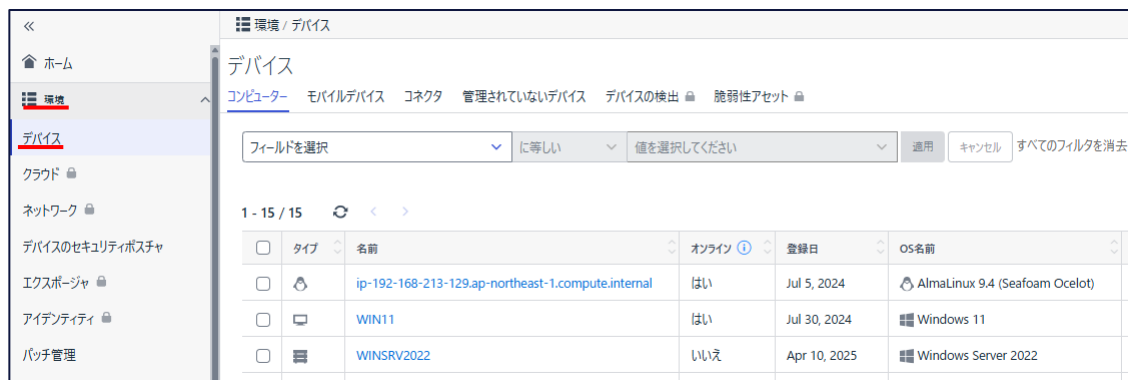 «
ホーム
環境
デバイス
クラウド
ネットワーク
デバイスのセキュリティポスチャ
エクスポージャ
アイデンティティ
パッチ管理
環境 / デバイス
デバイス
コンピューター モバイルデバイス コネクタ 管理されていないデバイス デバイスの検出 脆弱性アセット
フィールドを選択 に等しい 値を選択してください 適用 キャンセル すべてのフィルタを消去
1 - 15 / 15
タイプ 名前 オンライン 登録日 OS名前
ip-192-168-213-129.ap-northeast-1.compute.internal はい Jul 5, 2024 AlmaLinux 9.4 (Seafoam Ocelot)
WIN11 はい Jul 30, 2024 Windows 11
WINSRV2022 いいえ Apr 10, 2025 Windows Server 2022